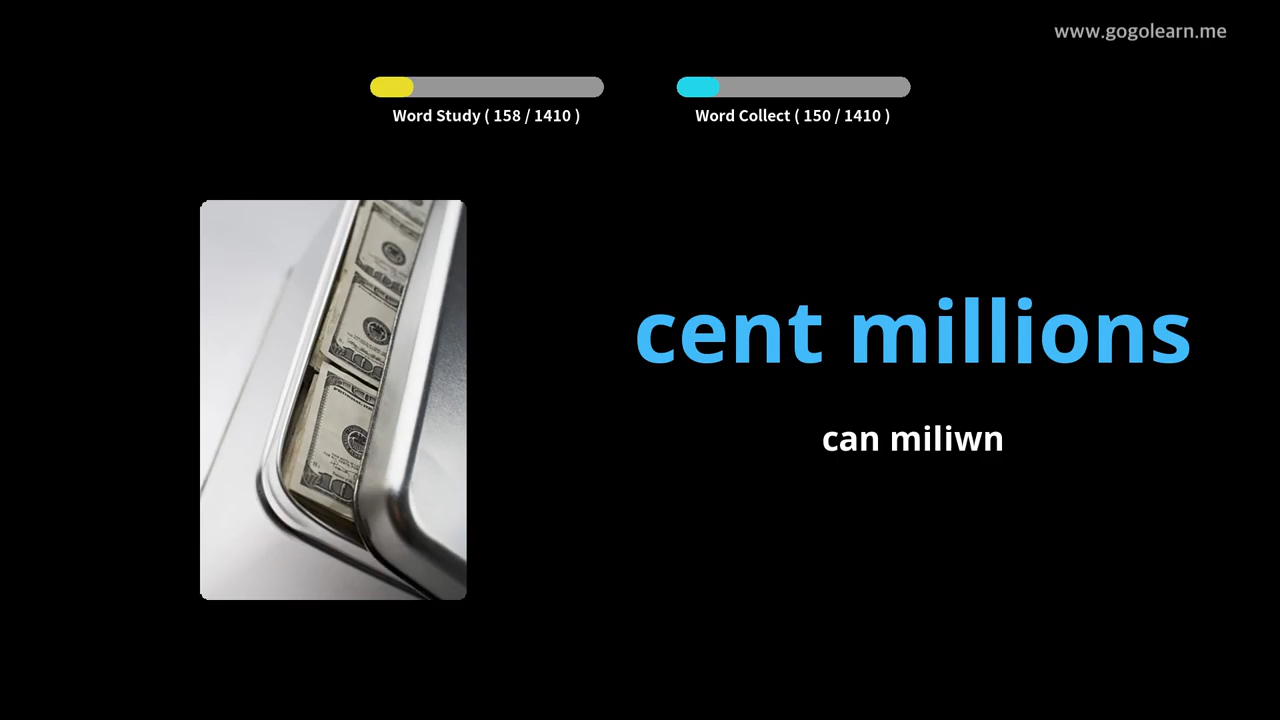 www.gogolearn.me
Word Study ( 158 / 1410 )
Word Collect ( 150 / 1410 )
cent millions
can miliwn